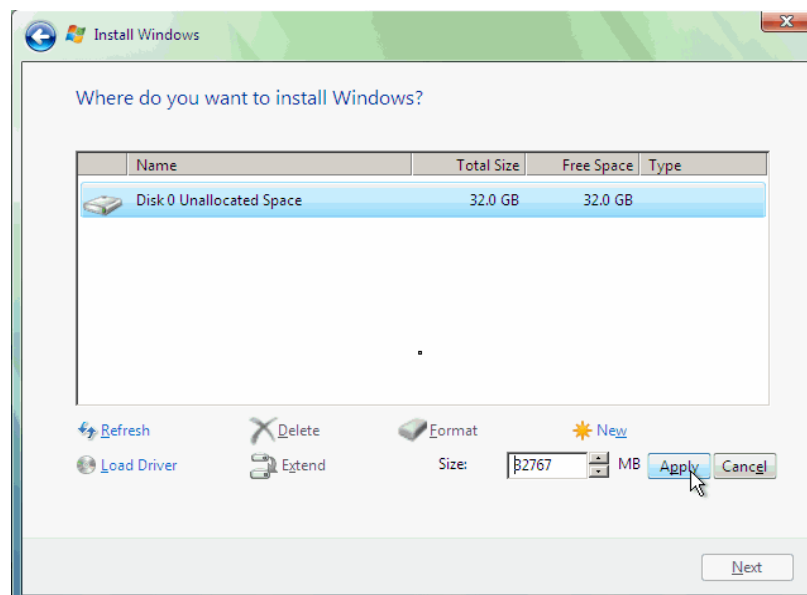 Install Windows
Where do you want to install Windows?
Name Total Size Free Space Type
Disk 0 Unallocated Space 32.0 GB 32.0 GB
Refresh Delete Format New
Load Driver Extend Size: 32767 MB Apply Cancel
Next